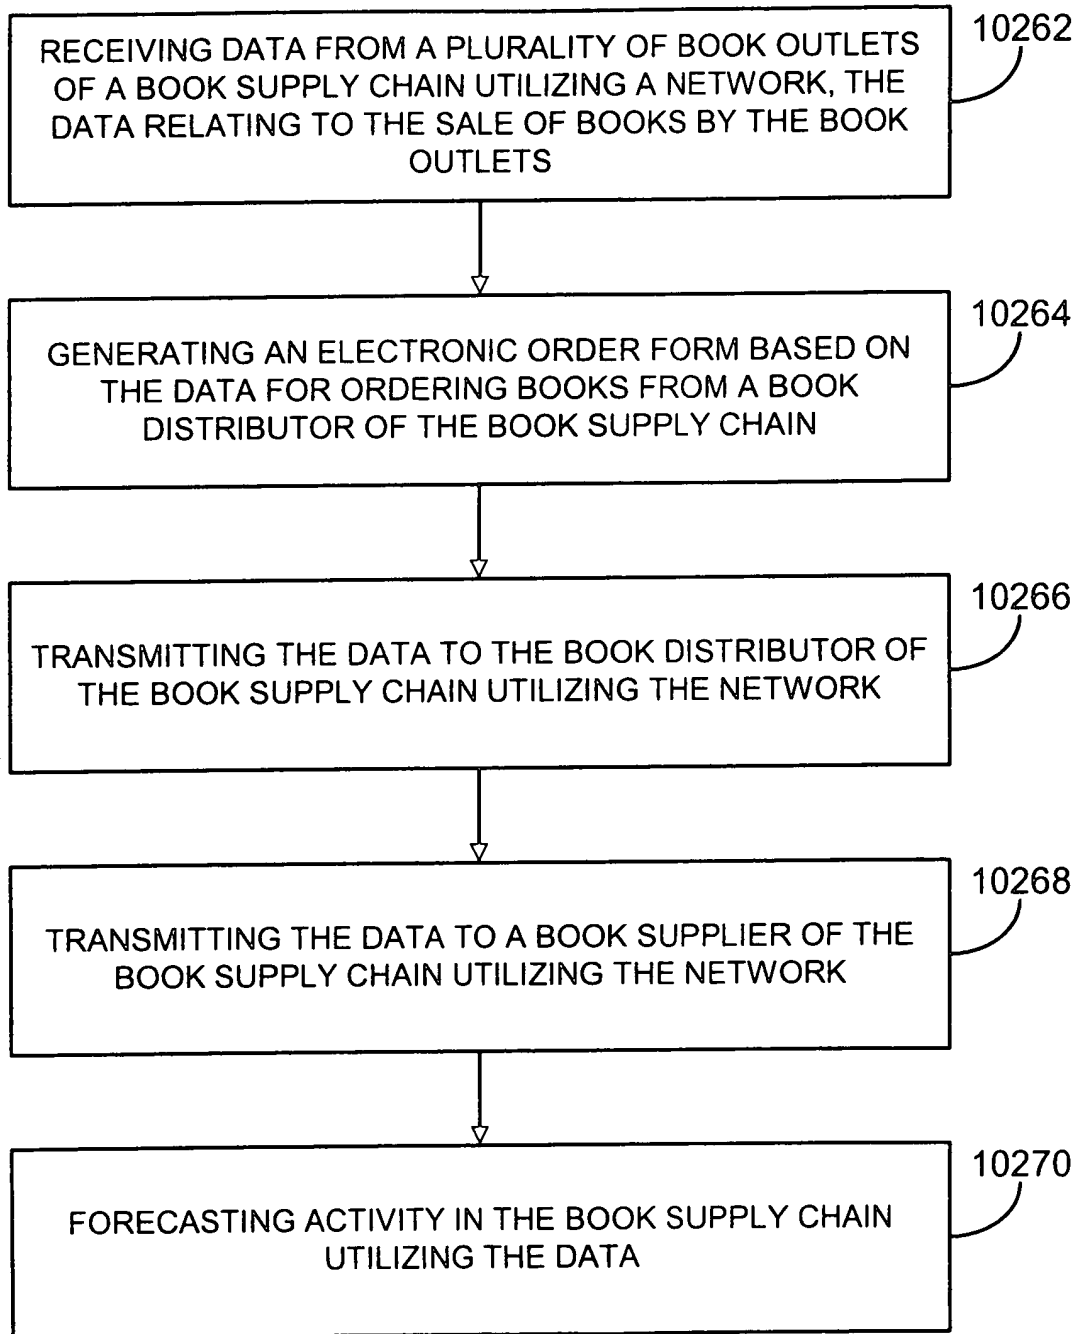 RECEIVING DATA FROM A PLURALITY OF BOOK OUTLETS
OF A BOOK SUPPLY CHAIN UTILIZING A NETWORK, THE
DATA RELATING TO THE SALE OF BOOKS BY THE BOOK
OUTLETS
10262
GENERATING AN ELECTRONIC ORDER FORM BASED ON
THE DATA FOR ORDERING BOOKS FROM A BOOK
DISTRIBUTOR OF THE BOOK SUPPLY CHAIN
10264
TRANSMITTING THE DATA TO THE BOOK DISTRIBUTOR OF
THE BOOK SUPPLY CHAIN UTILIZING THE NETWORK
10266
TRANSMITTING THE DATA TO A BOOK SUPPLIER OF THE
BOOK SUPPLY CHAIN UTILIZING THE NETWORK
10268
FORECASTING ACTIVITY IN THE BOOK SUPPLY CHAIN
UTILIZING THE DATA
10270